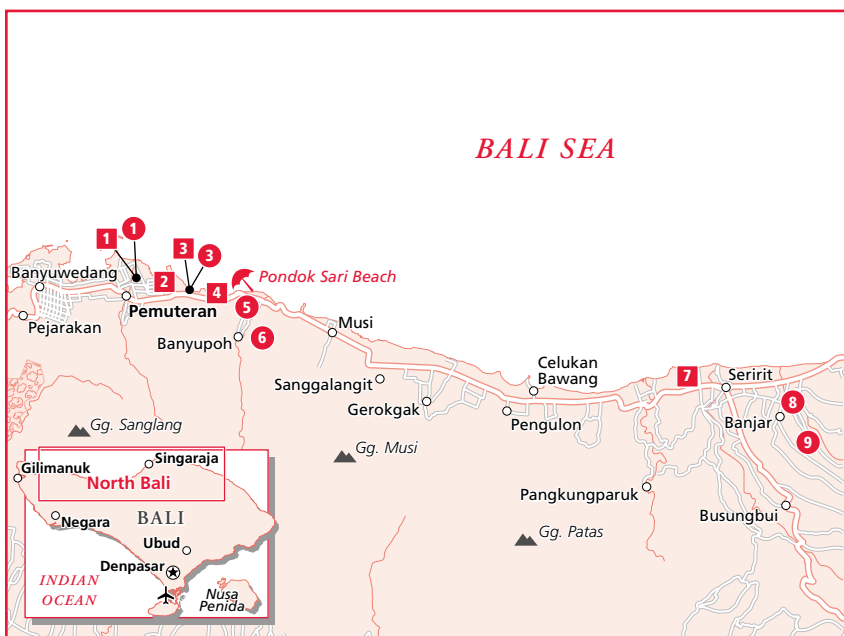 BALI SEA
1
1
3
3
Banyuwedang
2
4
Pondok Sari Beach
Pemuteran
5
Pejarakan
Banyupoh
6
Musi
Sanggalangit
Celukan
Bawang
7
Seririt
Gerokgak
Pengulon
8
Banjar
9
Gg. Sanglang
Gg. Musi
Pangkungparuk
Busungbui
Gg. Patas
Gilimanuk
Singaraja
North Bali
Negara
BALI
Ubud
Denpasar
INDIAN
OCEAN
Nusa
Penida